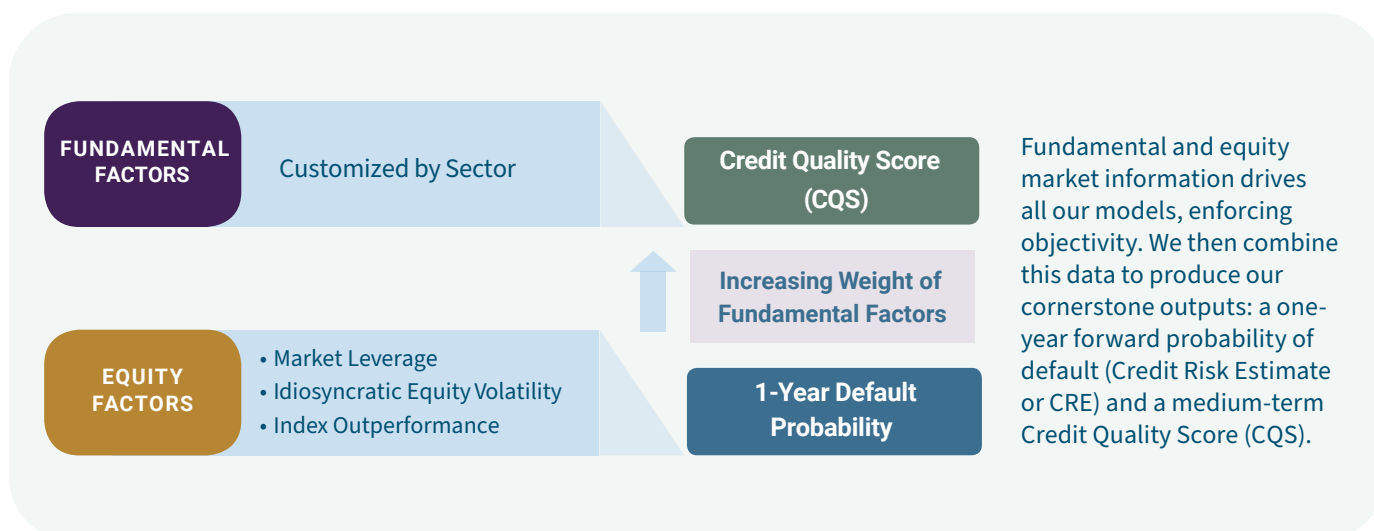 FUNDAMENTAL
FACTORS
Customized by Sector
Credit Quality Score
(CQS)
Increasing Weight of
Fundamental Factors
EQUITY
FACTORS
• Market Leverage
• Idiosyncratic Equity Volatility
• Index Outperformance
1-Year Default
Probability
Fundamental and equity
market information drives
all our models, enforcing
objectivity. We then combine
this data to produce our
cornerstone outputs: a one-
year forward probability of
default (Credit Risk Estimate
or CRE) and a medium-term
Credit Quality Score (CQS).